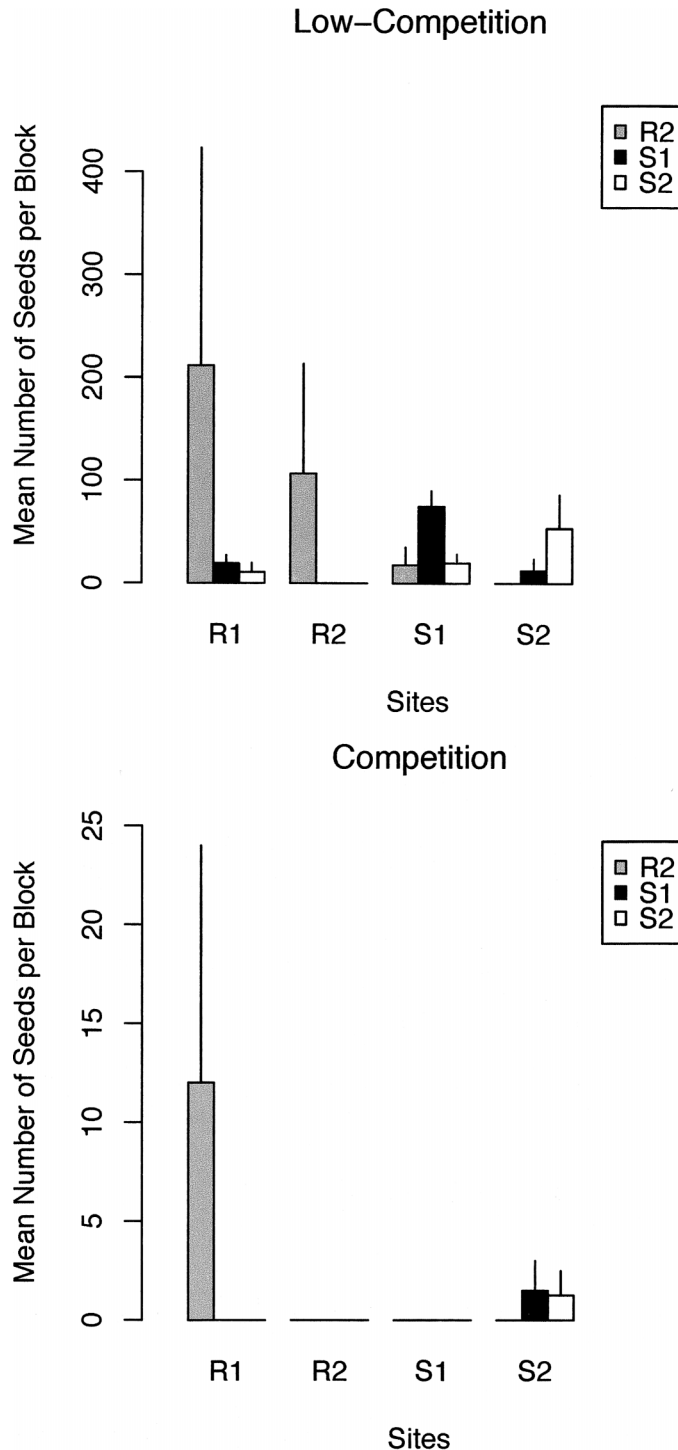 Low-Competition
Mean Number of Seeds per Block
400
300
200
100
0
R2
S1
S2
R1 R2 S1 S2
Sites
Competition
Mean Number of Seeds per Block
25
20
15
10
5
0
R2
S1
S2
R1 R2 S1 S2
Sites